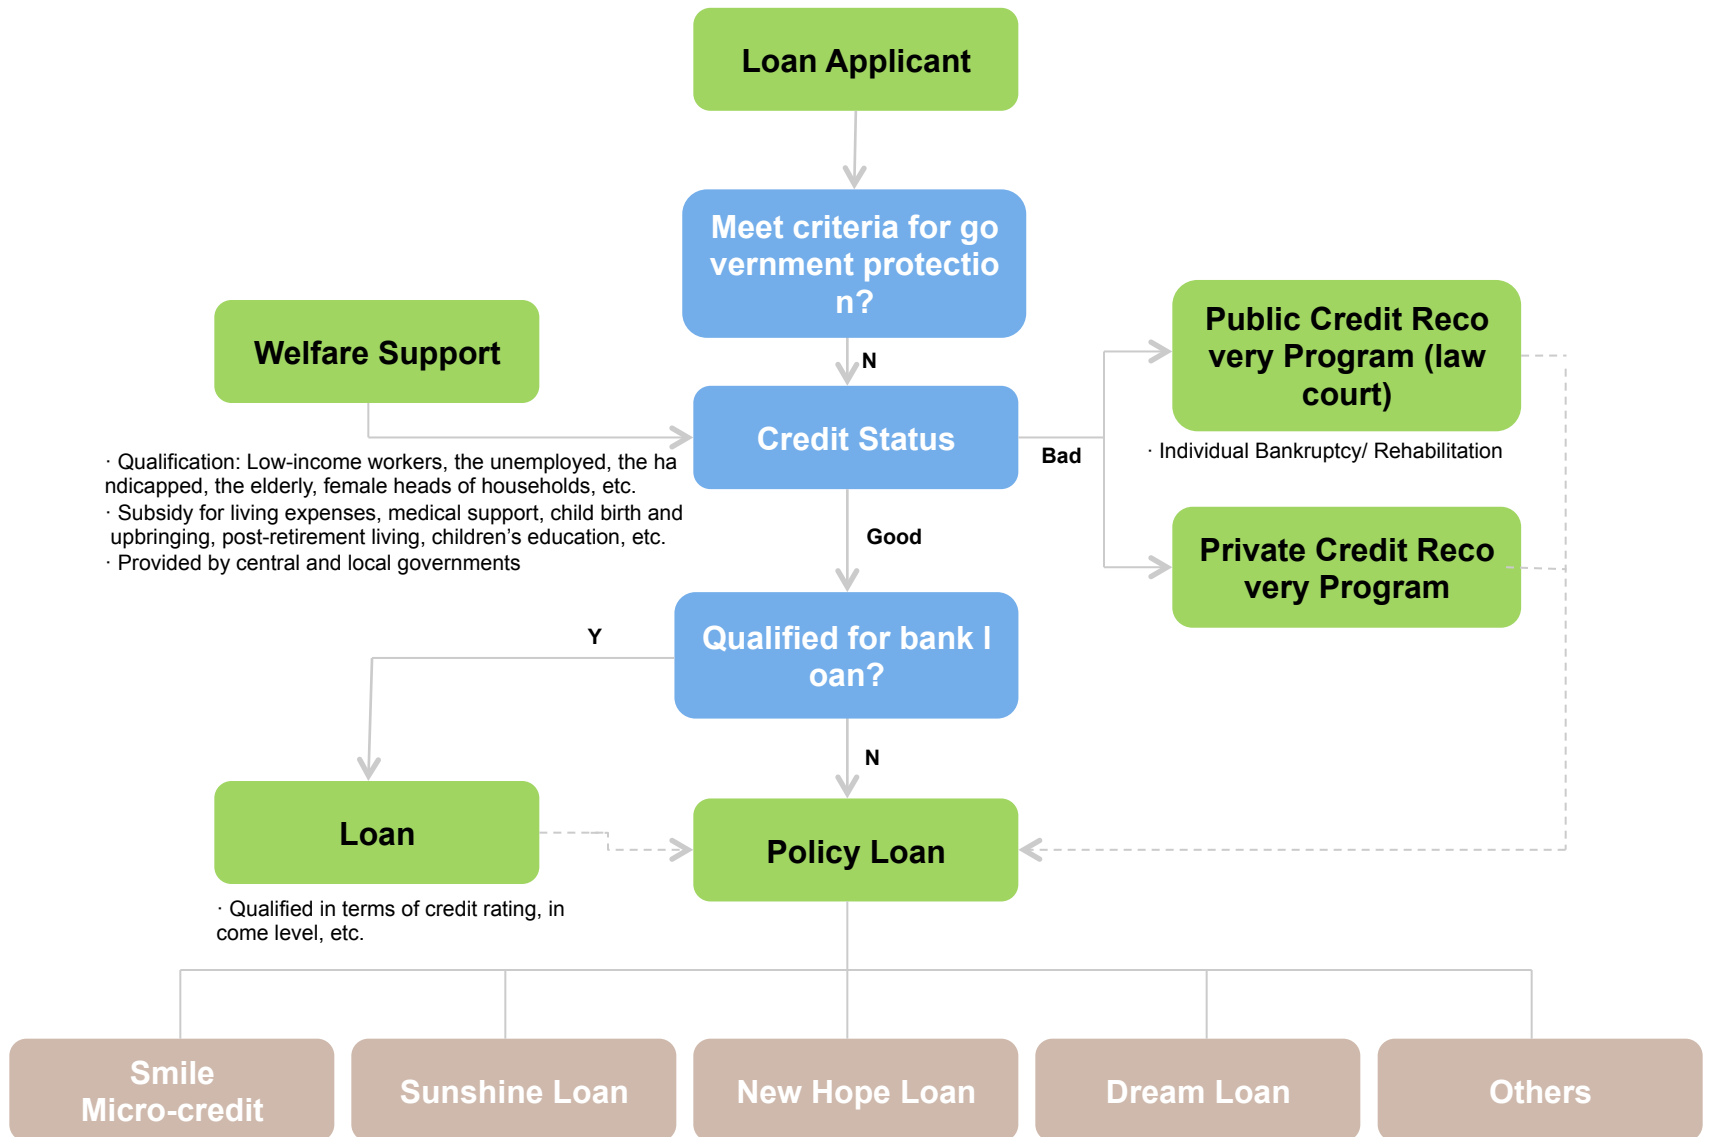 Loan Applicant
Meet criteria for go
vernment protectio
n?
N
Welfare Support
Public Credit Reco
very Program (law
court)
Credit Status
Bad
· Individual Bankruptcy/ Rehabilitation
· Qualification: Low-income workers, the unemployed, the ha
ndicapped, the elderly, female heads of households, etc.
· Subsidy for living expenses, medical support, child birth and
upbringing, post-retirement living, children’s education, etc.
· Provided by central and local governments
Good
Private Credit Reco
very Program
Y
Qualified for bank l
oan?
N
Loan
Policy Loan
· Qualified in terms of credit rating, in
come level, etc.
Smile
Micro-credit
Sunshine Loan
New Hope Loan
Dream Loan
Others